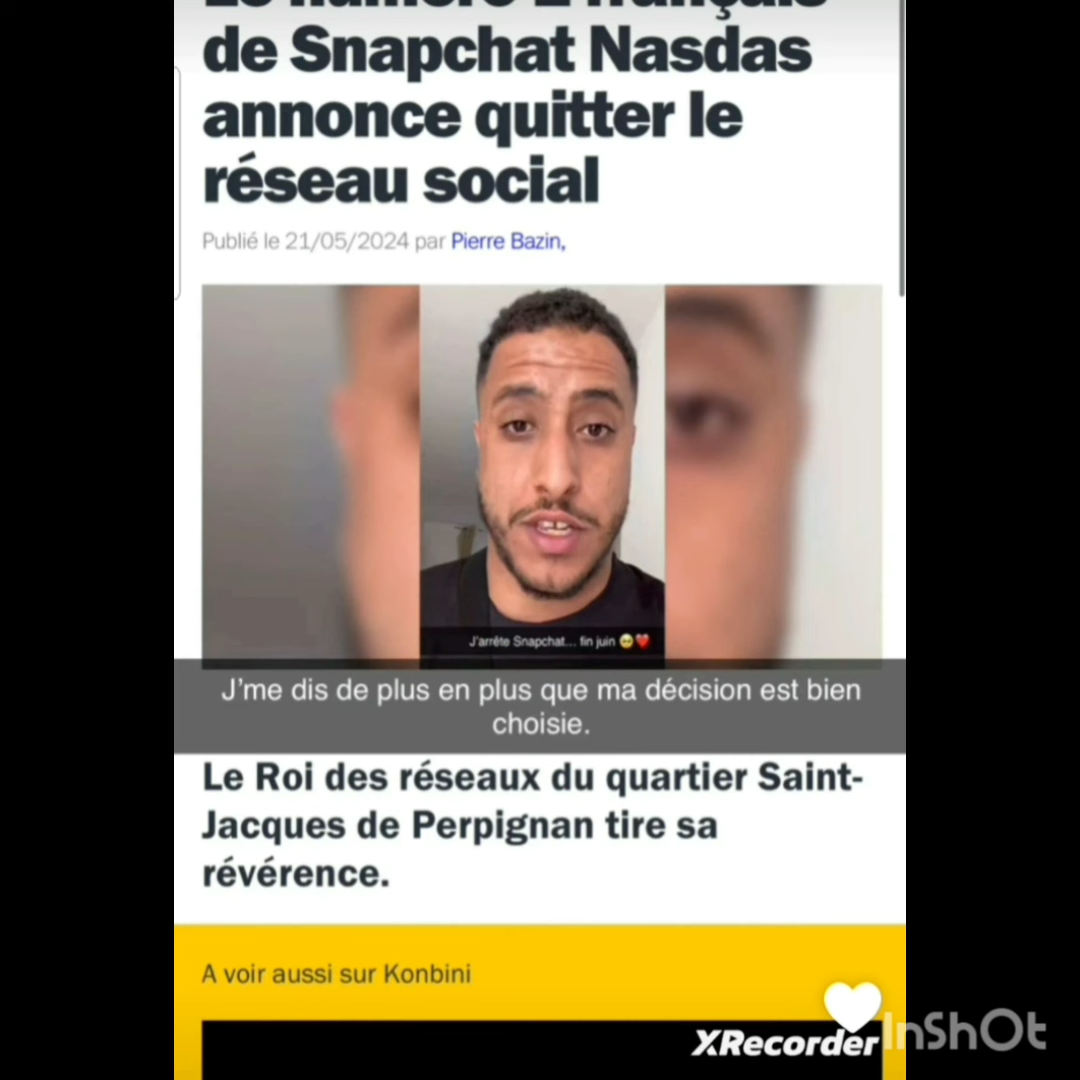 de Snapchat Nasdas
annonce quitter le
réseau social
Publié le 21/05/2024 par Pierre Bazin,
J'arrête Snapchat... fin juin 🥹❤️
J'me dis de plus en plus que ma décision est bien
choisie.
Le Roi des réseaux du quartier Saint-
Jacques de Perpignan tire sa
révérence.
A voir aussi sur Konbini
XRecorder
InShOt